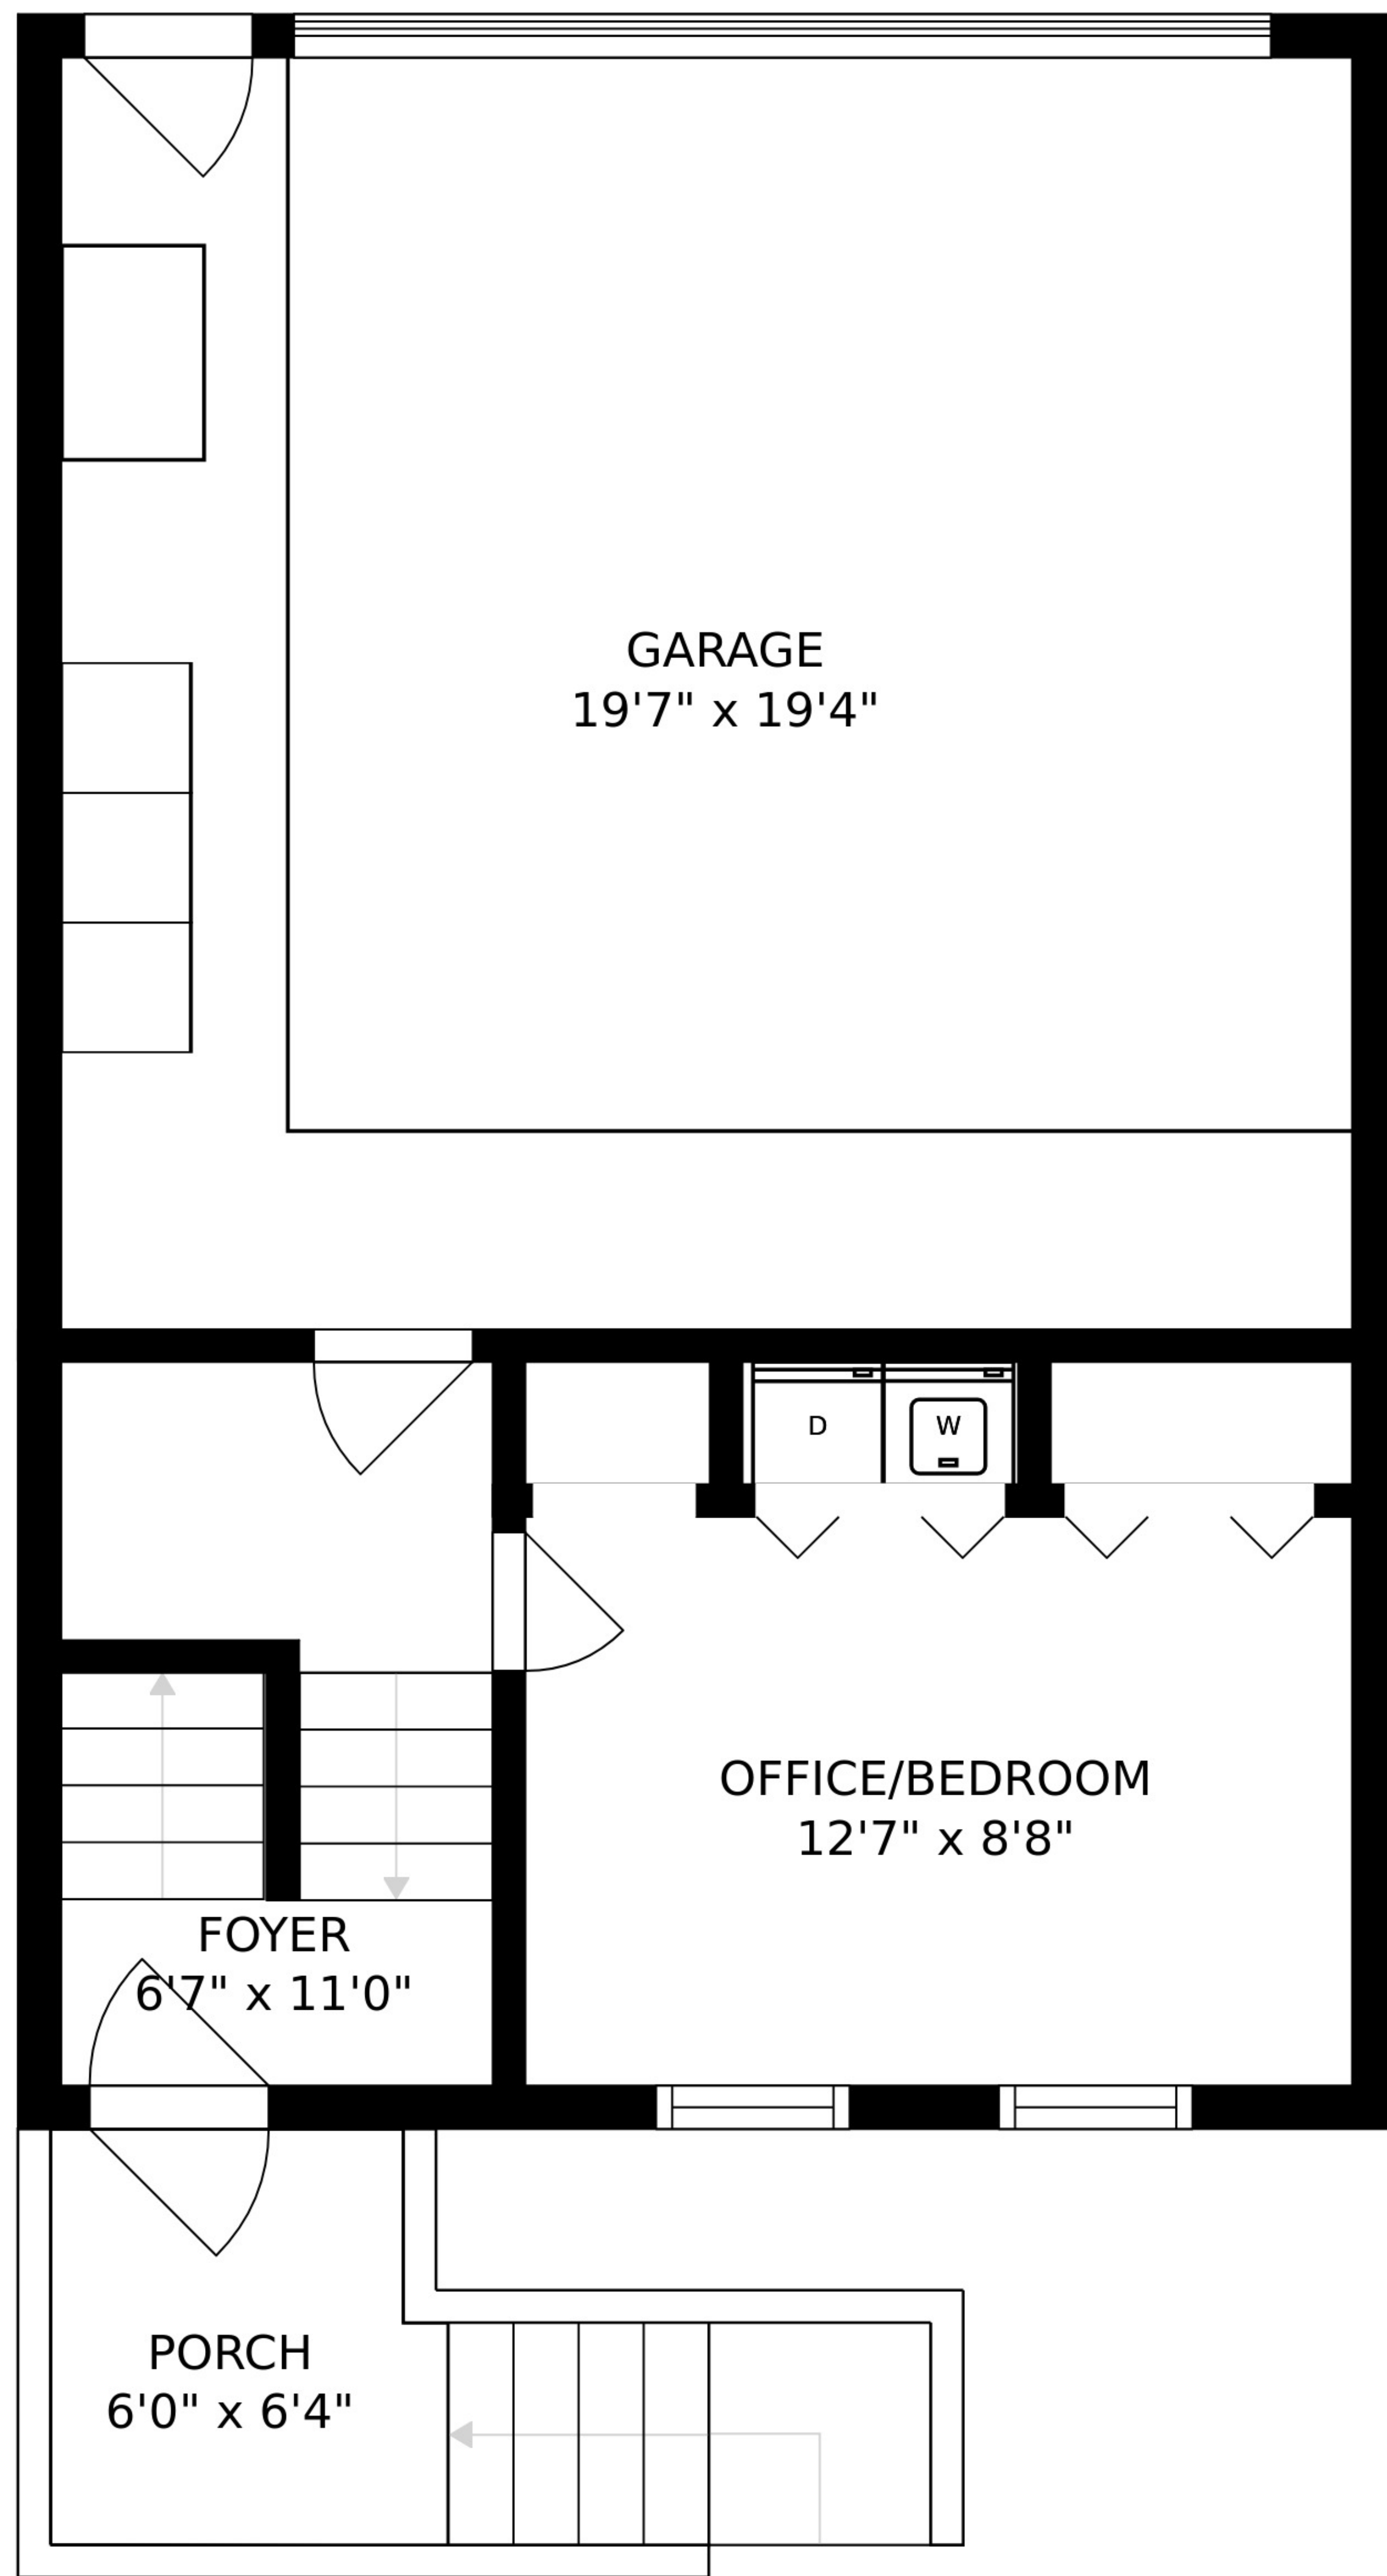 GARAGE
19'7" x 19'4"
D
W
OFFICE/BEDROOM
12'7" x 8'8"
FOYER
6'7" x 11'0"
PORCH
6'0" x 6'4"